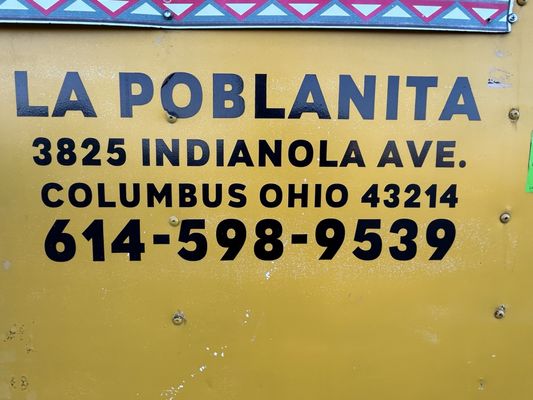 LA POBLANITA
3825 INDIANOLA AVE.
COLUMBUS OHIO 43214
614-598-9539